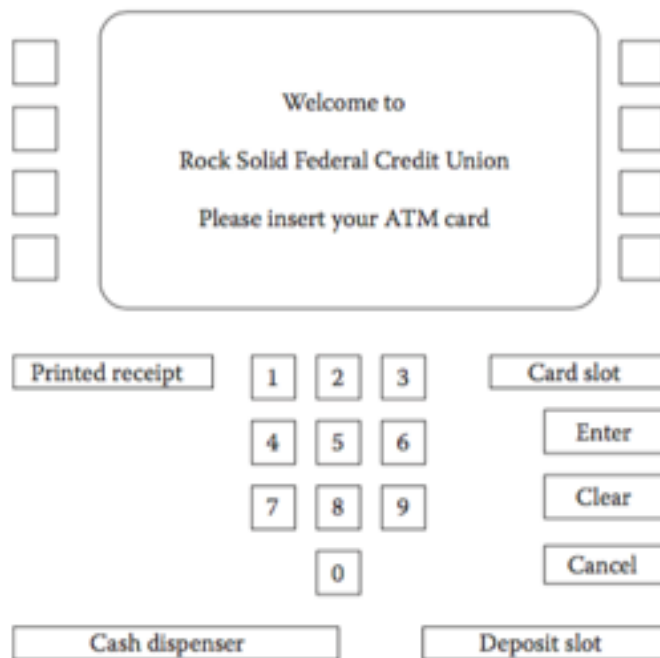 Welcome to
Rock Solid Federal Credit Union
Please insert your ATM card
Printed receipt
1 2 3
Card slot
4 5 6
Enter
7 8 9
Clear
0
Cancel
Cash dispenser
Deposit slot